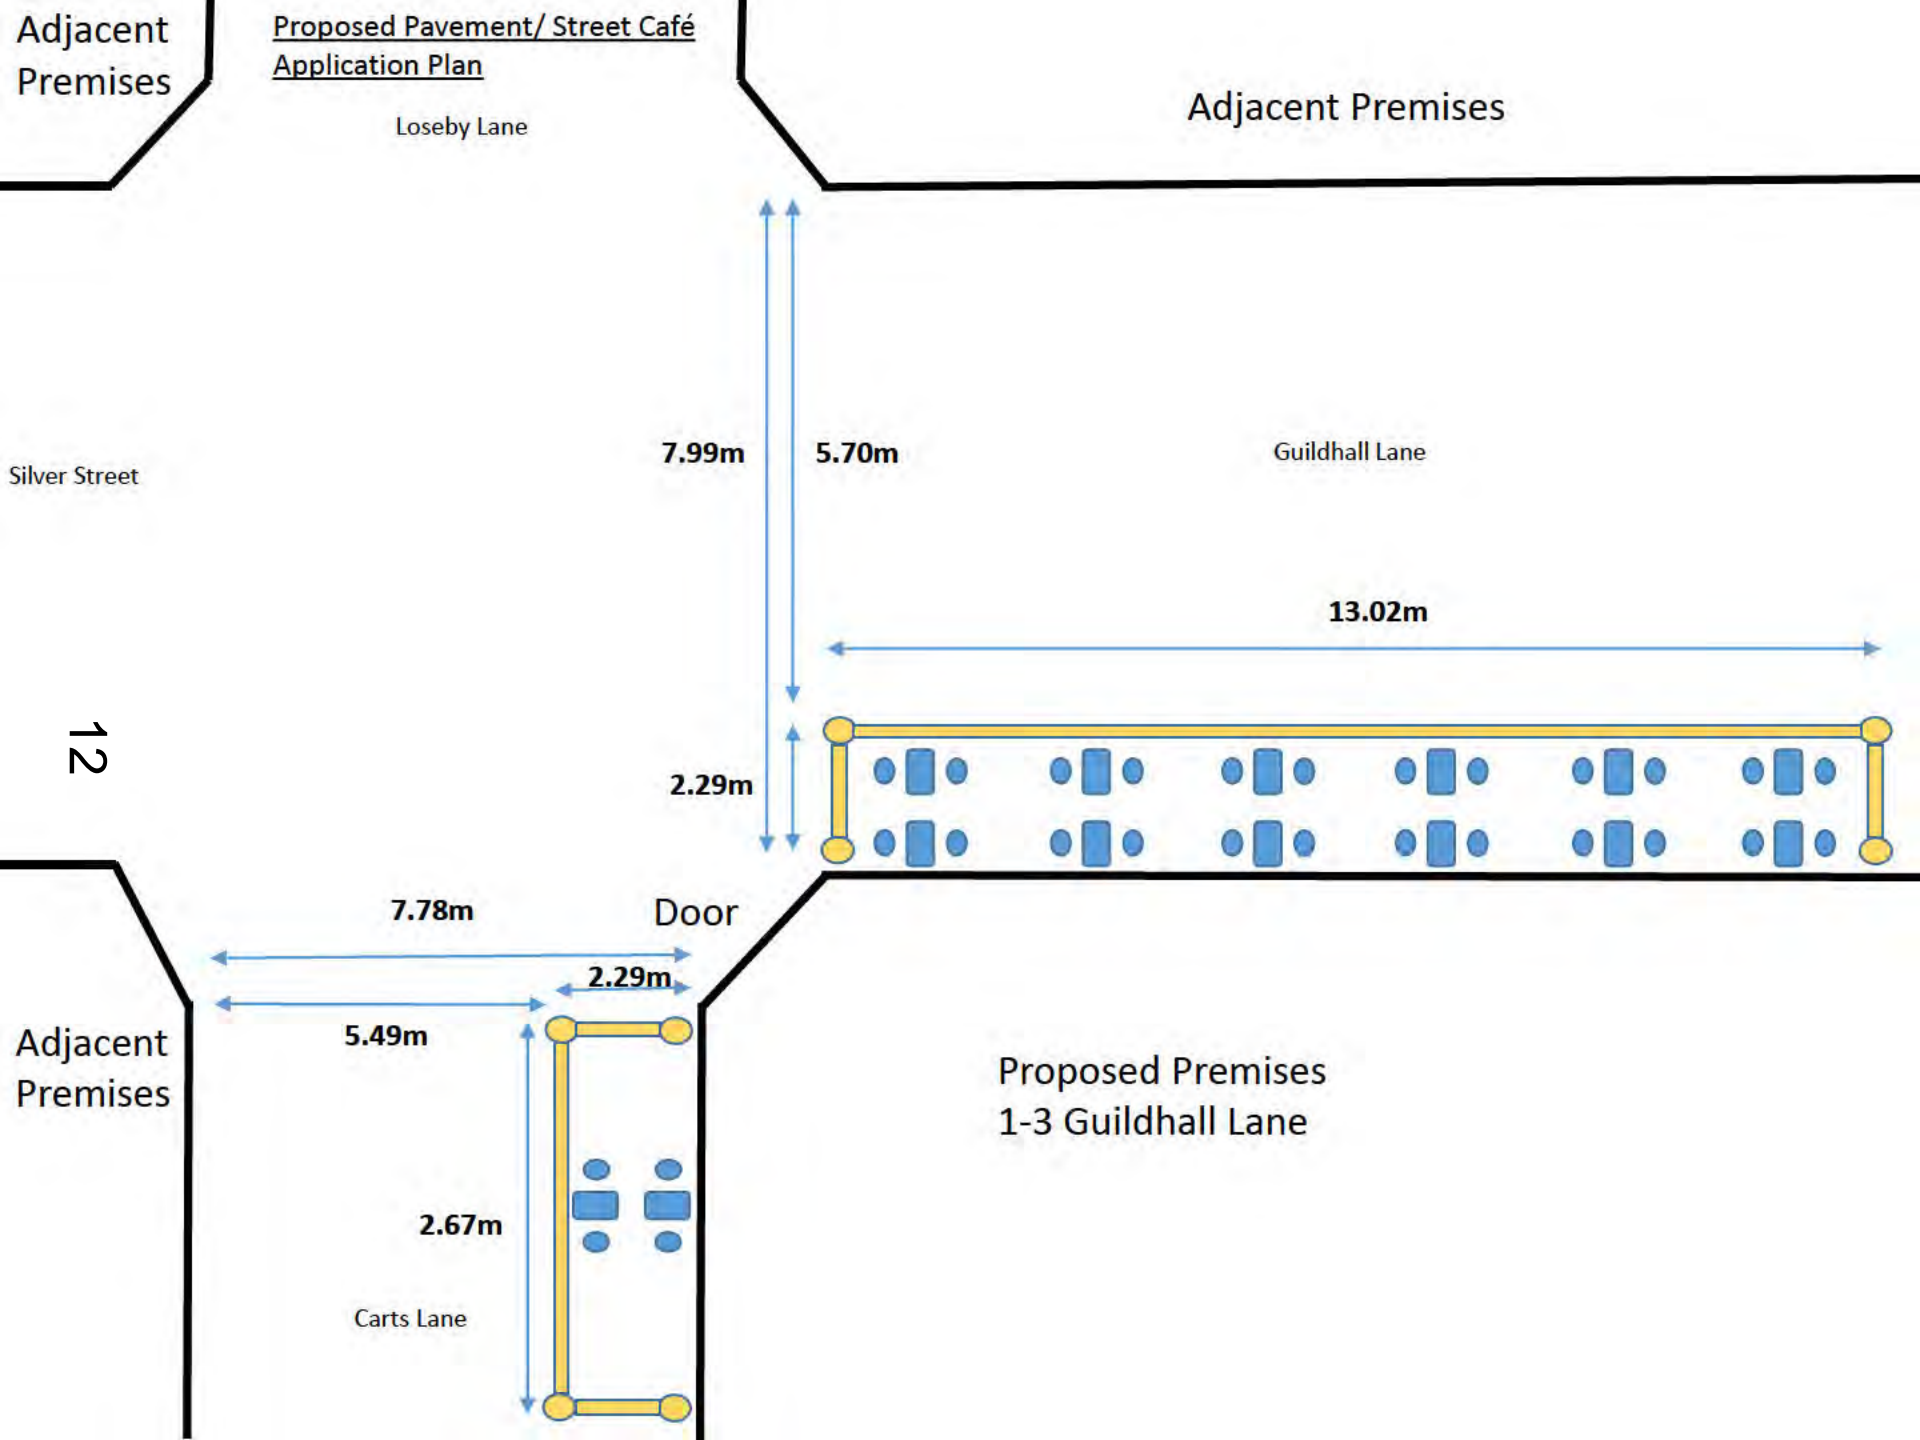 Adjacent
Premises
Proposed Pavement/ Street Café
Application Plan
Loseby Lane
Adjacent Premises
7.99m
5.70m
Guildhall Lane
Silver Street
13.02m
12
2.29m
7.78m
Door
2.29m
5.49m
Adjacent
Premises
Proposed Premises
1-3 Guildhall Lane
2.67m
Carts Lane